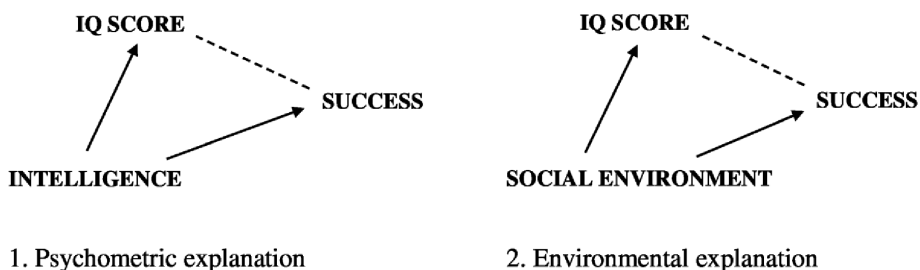 IQ SCORE
SUCCESS
INTELLIGENCE
1. Psychometric explanation
IQ SCORE
SUCCESS
SOCIAL ENVIRONMENT
2. Environmental explanation